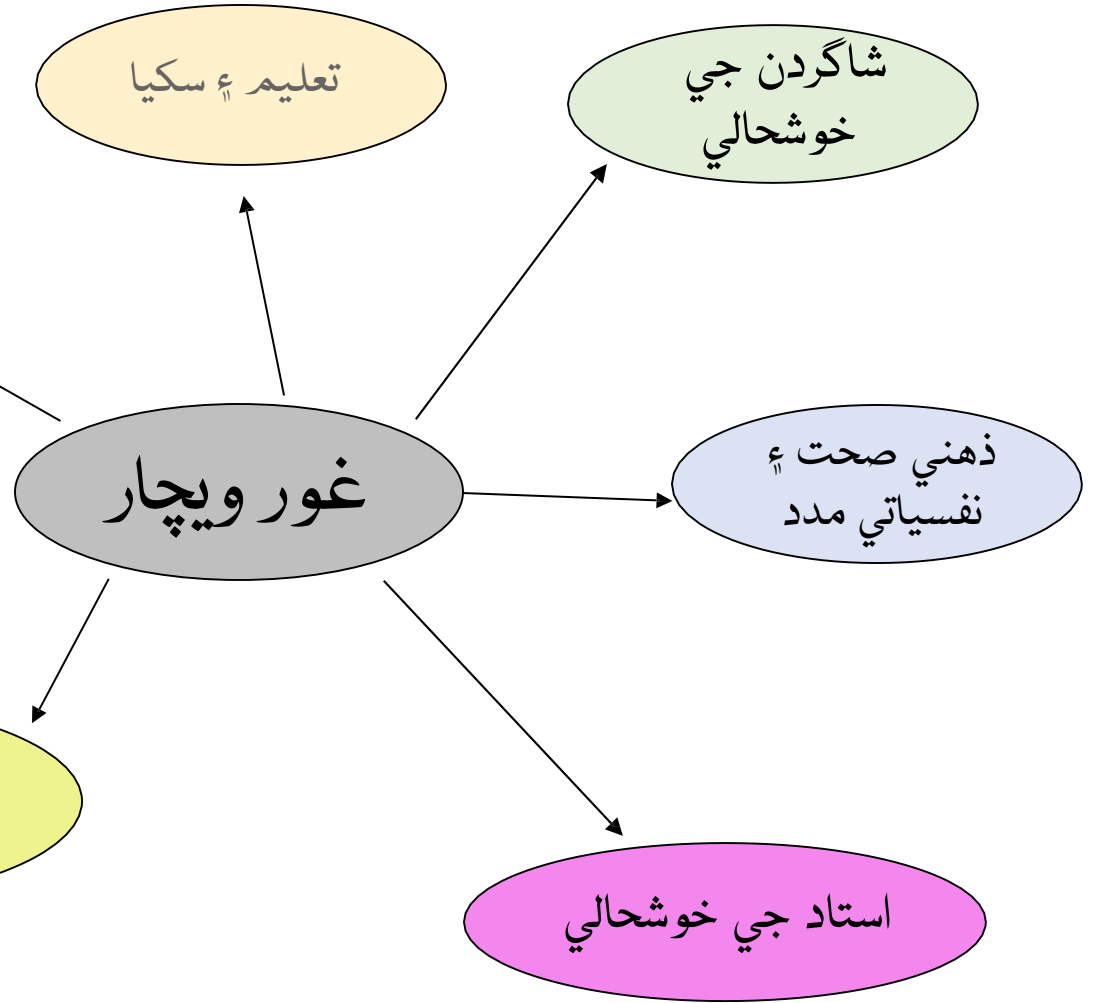 تعليم ۽ سکيا
شاگردن جي
خوشحالي
غور ويچار
ذهني صحت ۽
نفسياتي مدد
استاد جي خوشحالي